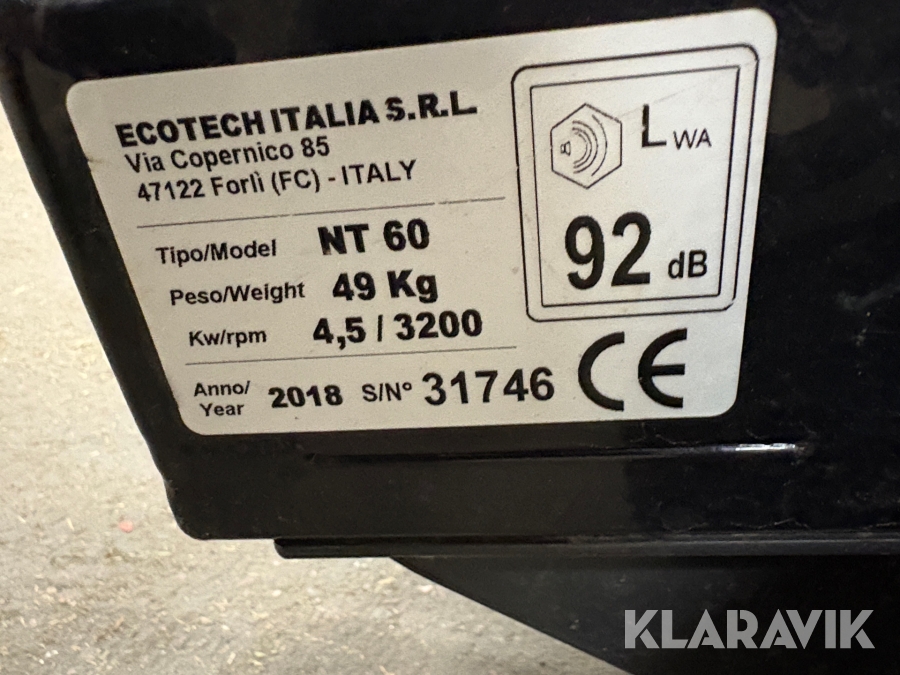 ECOTECH ITALIA S.R.L.
Via Copernico 85
47122 Forlì (FC) - ITALY
Tipo/Model NT 60
Peso/Weight 49 Kg
Kw/rpm 4,5 / 3200
Anno/
Year 2018 S/N° 31746
LWA
92 dB
CE
KLARAVIK